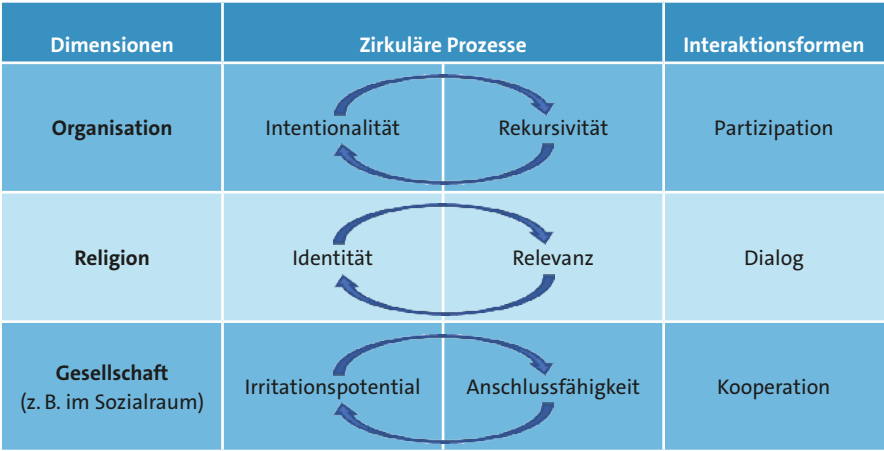 Dimensionen Zirkuläre Prozesse Interaktionsformen
Organisation Intentionalität Rekursivität Partizipation
Religion Identität Relevanz Dialog
Gesellschaft
(z. B. im Sozialraum) Irritationspotential Anschlussfähigkeit Kooperation